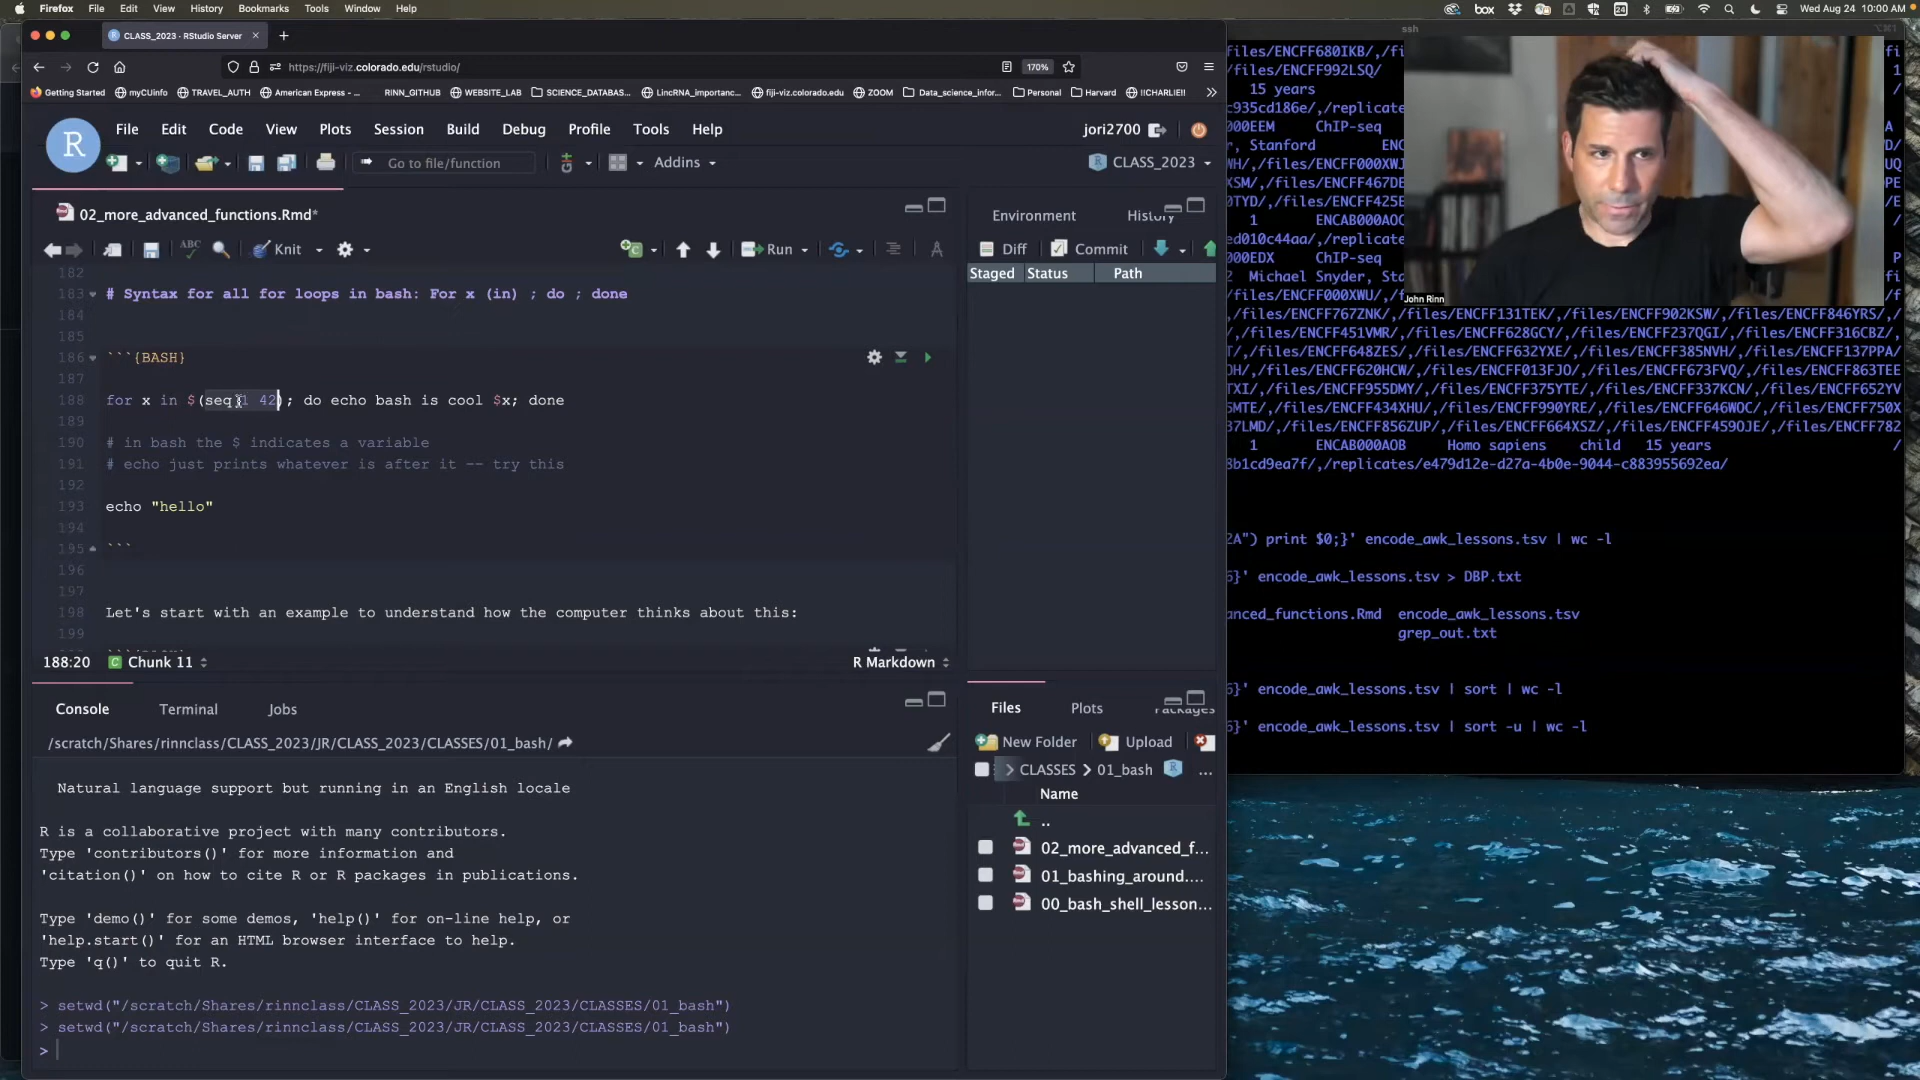 Firefox File Edit View History Bookmarks Tools Window Help
box 24 Wed Aug 24 10:00 AM
CLASS_2023 - RStudio Server
ssh
https://fiji-viz.colorado.edu/rstudio/
170%
Getting Started myCUinfo TRAVEL_AUTH American Express - ... RINN_GITHUB WEBSITE_LAB SCIENCE_DATABAS... LincRNA_importanc... fiji-viz.colorado.edu ZOOM Data_science_infor... Personal Harvard !!CHARLIE!!
File Edit Code View Plots Session Build Debug Profile Tools Help
jori2700
Go to file/function
Addins
CLASS_2023
02_more_advanced_functions.Rmd*
Knit
Run
182
183 # Syntax for all for loops in bash: For x (in) ; do ; done
184
185
186 ```{BASH}
187
188 for x in $(seq 1 42); do echo bash is cool $x; done
189
190 # in bash the $ indicates a variable
191 # echo just prints whatever is after it -- try this
192
193 echo "hello"
194
195 ```
196
197
198 Let's start with an example to understand how the computer thinks about this:
199
188:20 Chunk 11 R Markdown
Console Terminal Jobs
/scratch/Shares/rinnclass/CLASS_2023/JR/CLASS_2023/CLASSES/01_bash/
Natural language support but running in an English locale
R is a collaborative project with many contributors.
Type 'contributors()' for more information and
'citation()' on how to cite R or R packages in publications.
Type 'demo()' for some demos, 'help()' for on-line help, or
'help.start()' for an HTML browser interface to help.
Type 'q()' to quit R.
> setwd("/scratch/Shares/rinnclass/CLASS_2023/JR/CLASS_2023/CLASSES/01_bash")
> setwd("/scratch/Shares/rinnclass/CLASS_2023/JR/CLASS_2023/CLASSES/01_bash")
>
Environment History
Diff Commit
Staged Status Path
Files Plots Packages
New Folder Upload
CLASSES 01_bash ...
Name
..
02_more_advanced_f...
01_bashing_around....
00_bash_shell_lesson...
files/ENCFF680IKB/,/fi
/files/ENCFF992LSQ/
15 years
c935cd186e/,/replicate
000EEM ChIP-seq
, Stanford
1 ENCAB000AOC
ed010c44aa/,/replicate
000EDX ChIP-seq
2 Michael Snyder, Sta
/files/ENCFF000XWU/,/f
John Rinn
,/files/ENCFF767ZNK/,/files/ENCFF131TEK/,/files/ENCFF902KSW/,/files/ENCFF846YRS/,/
/files/ENCFF451VMR/,/files/ENCFF628GCY/,/files/ENCFF237QGI/,/files/ENCFF316CBZ/,
T/,/files/ENCFF648ZES/,/files/ENCFF632YXE/,/files/ENCFF385NVH/,/files/ENCFF137PPA/
OH/,/files/ENCFF620HCW/,/files/ENCFF013FJO/,/files/ENCFF673FVQ/,/files/ENCFF863TEE
TXI/,/files/ENCFF955DMY/,/files/ENCFF375YTE/,/files/ENCFF337KCN/,/files/ENCFF652YV
6MTE/,/files/ENCFF434XHU/,/files/ENCFF990YRE/,/files/ENCFF646WOC/,/files/ENCFF750X
37LMD/,/files/ENCFF856ZUP/,/files/ENCFF664XSZ/,/files/ENCFF459OJE/,/files/ENCFF782
1 ENCAB000AOB Homo sapiens child 15 years /
8b1cd9ea7f/,/replicates/e479d12e-d27a-4b0e-9044-c883955692ea/
2A") print $0;}' encode_awk_lessons.tsv | wc -l
6}' encode_awk_lessons.tsv > DBP.txt
anced_functions.Rmd encode_awk_lessons.tsv
grep_out.txt
6}' encode_awk_lessons.tsv | sort | wc -l
6}' encode_awk_lessons.tsv | sort -u | wc -l